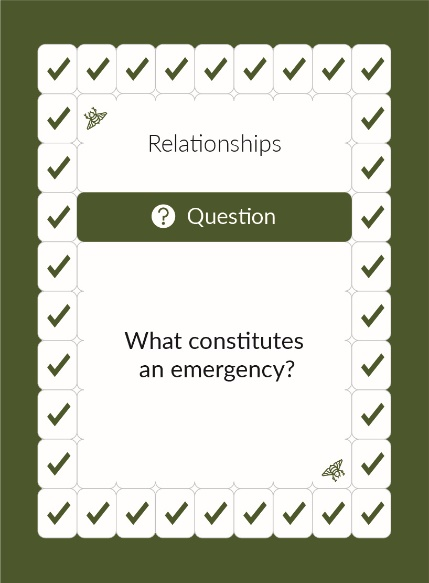 Relationships
? Question
What constitutes
an emergency?